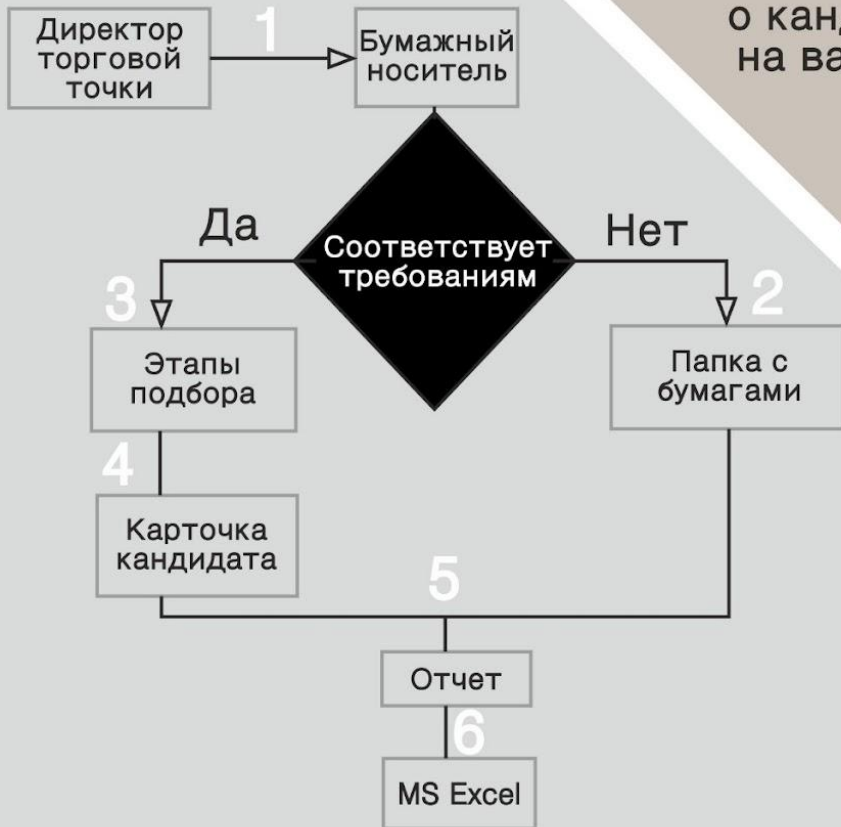 о
на
1
Директор
торговой
точки
Бумажный
носитель
Да
Соответствует
требованиям
Нет
3
2
Этапы
подбора
Папка с
бумагами
4
Карточка
кандидата
5
Отчет
6
MS Excel